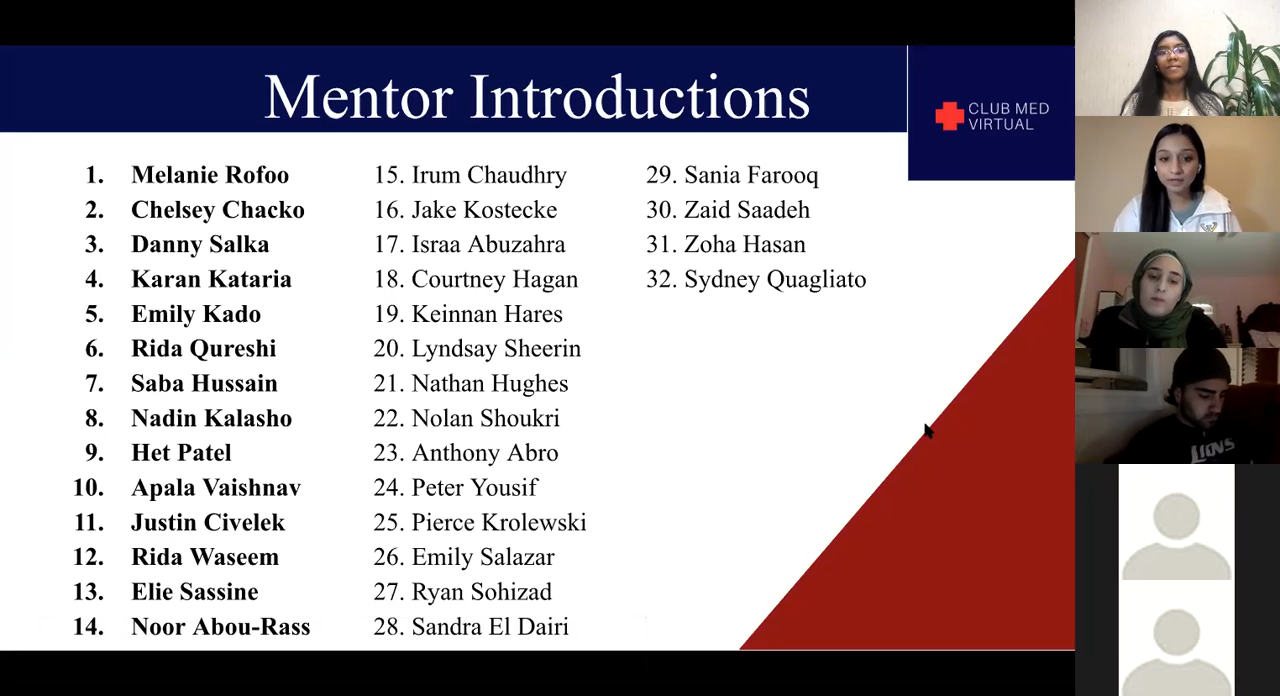 Mentor Introductions
CLUB MED
VIRTUAL
1. Melanie Rofoo
2. Chelsey Chacko
3. Danny Salka
4. Karan Kataria
5. Emily Kado
6. Rida Qureshi
7. Saba Hussain
8. Nadin Kalasho
9. Het Patel
10. Apala Vaishnav
11. Justin Civelek
12. Rida Waseem
13. Elie Sassine
14. Noor Abou-Rass
15. Irum Chaudhry
16. Jake Kostecke
17. Israa Abuzahra
18. Courtney Hagan
19. Keinnan Hares
20. Lyndsay Sheerin
21. Nathan Hughes
22. Nolan Shoukri
23. Anthony Abro
24. Peter Yousif
25. Pierce Krolewski
26. Emily Salazar
27. Ryan Sohizad
28. Sandra El Dairi
29. Sania Farooq
30. Zaid Saadeh
31. Zoha Hasan
32. Sydney Quagliato
LIONS